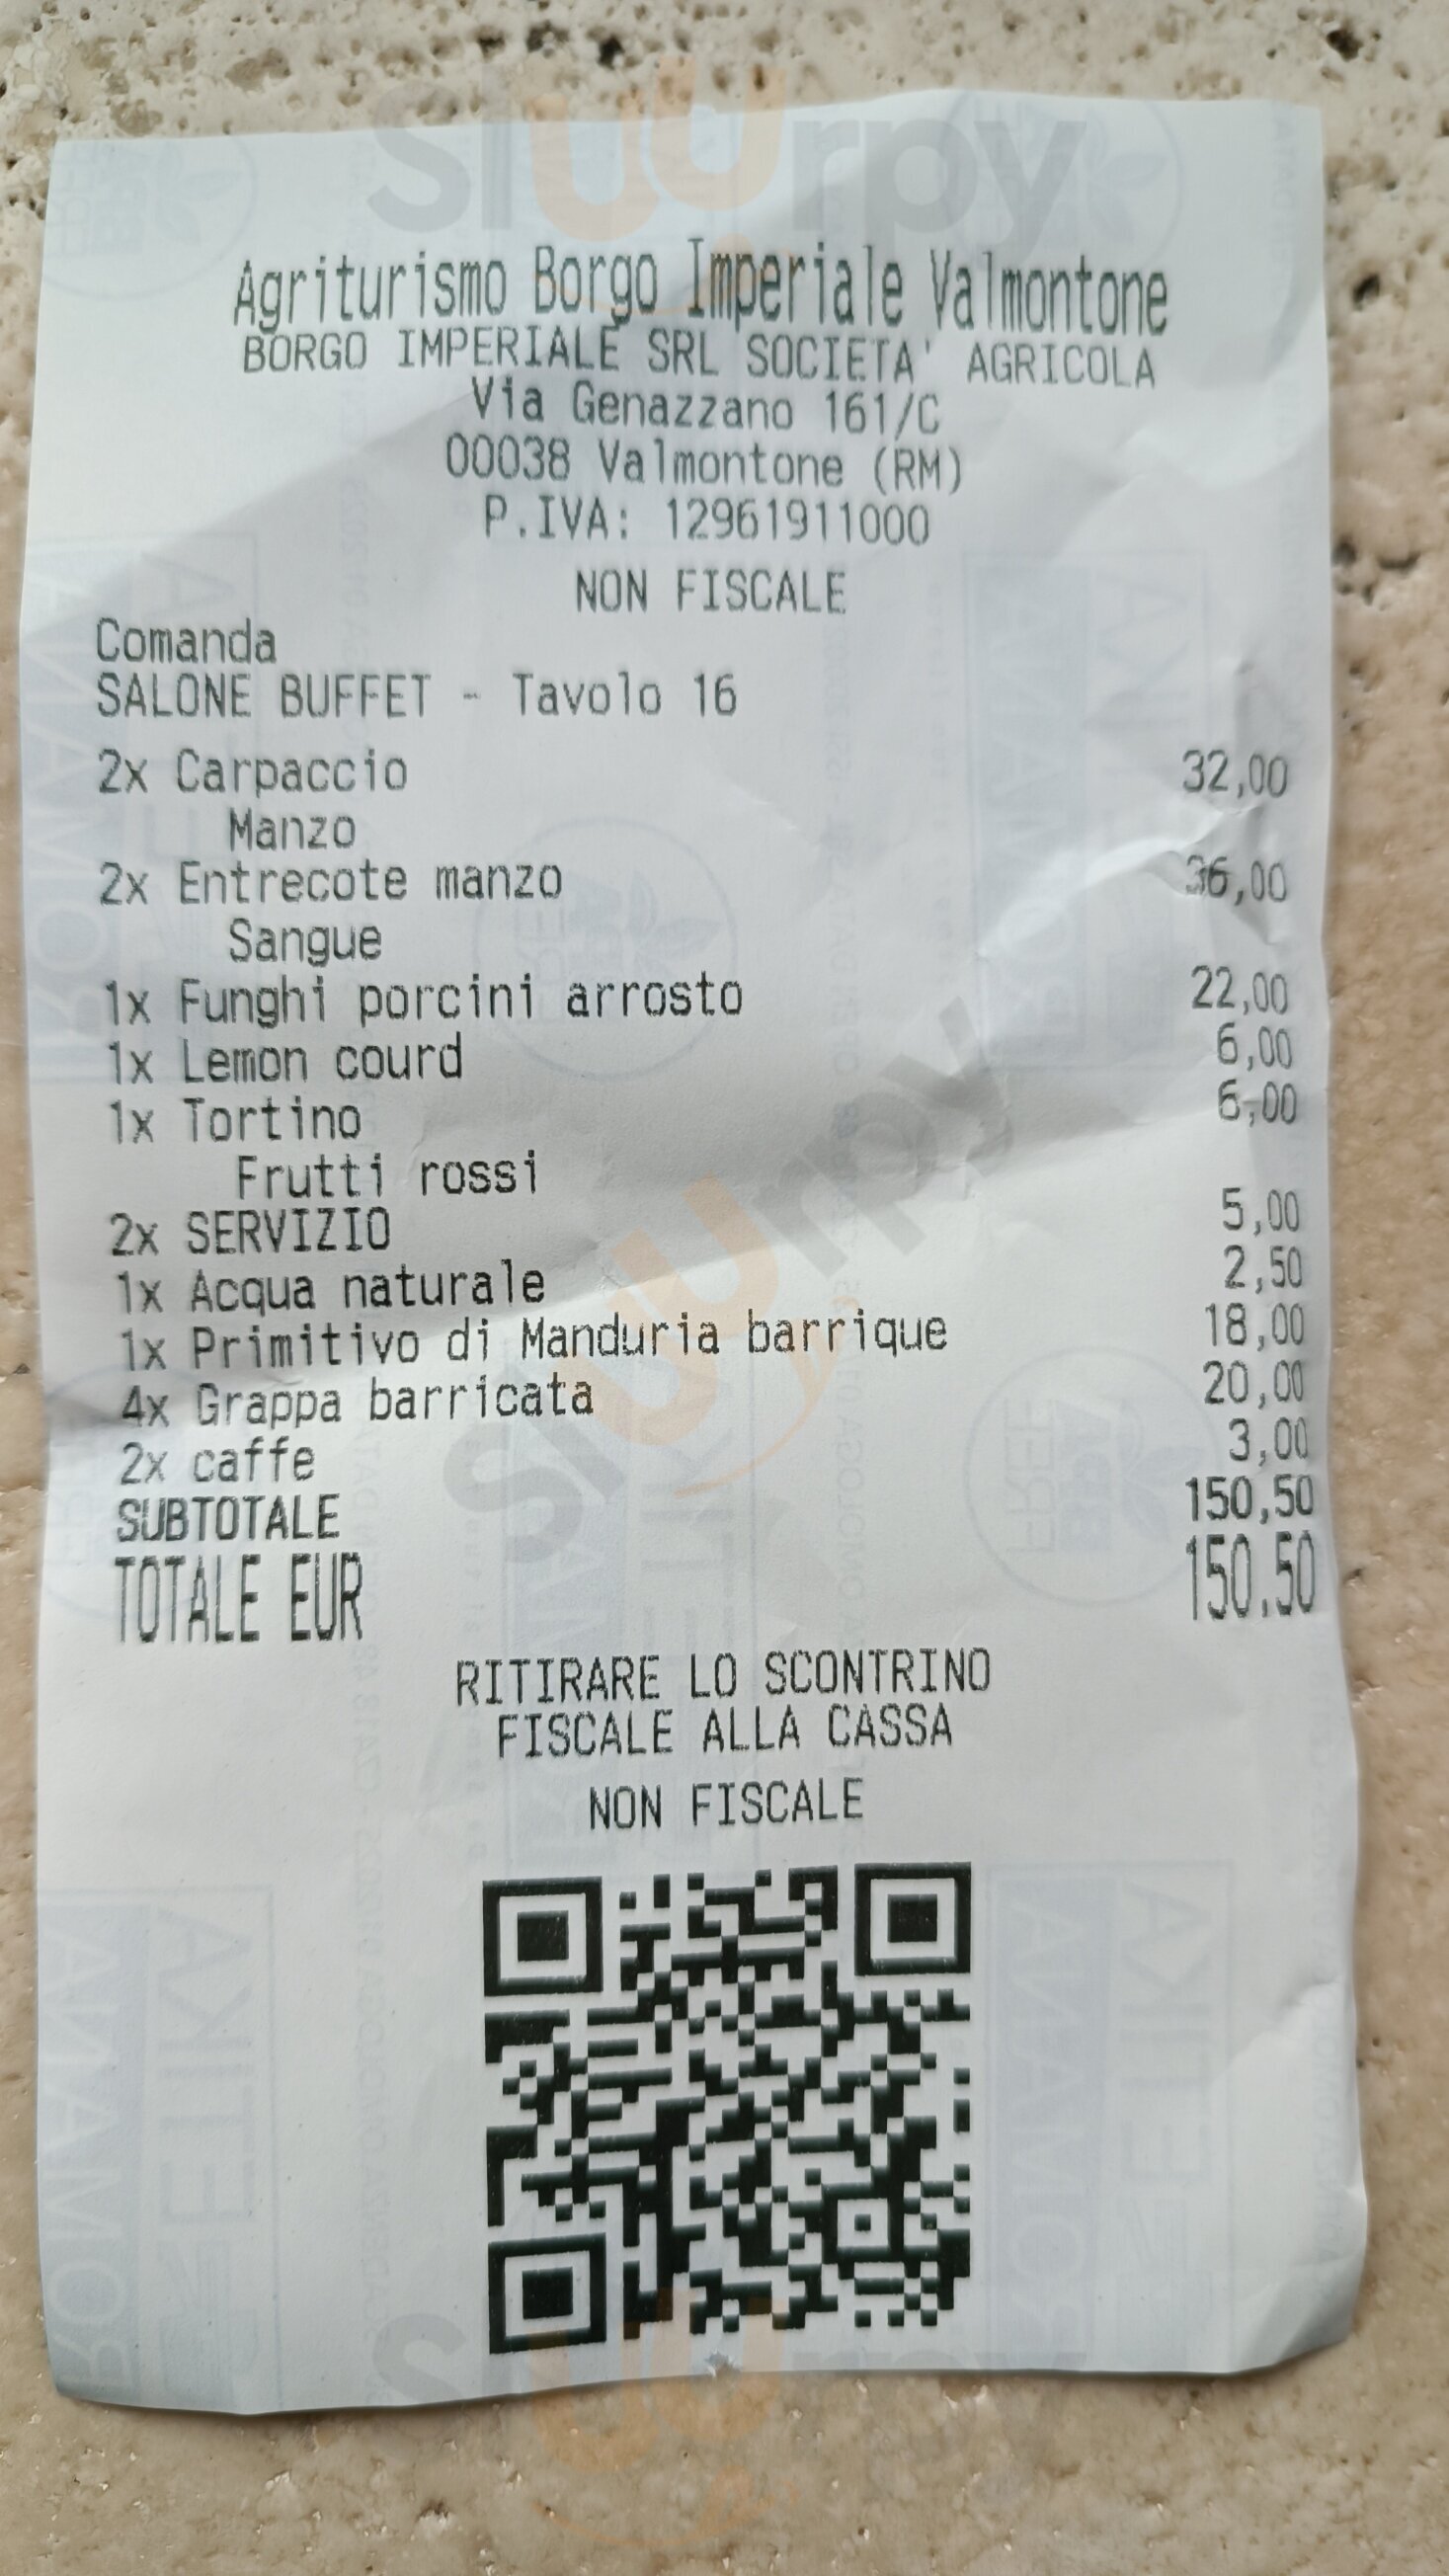 Sluurpy
Agriturismo Borgo Imperiale Valmontone
BORGO IMPERIALE SRL SOCIETA' AGRICOLA
Via Genazzano 161/C
00038 Valmontone (RM)
P.IVA: 12961911000
NON FISCALE
Comanda
SALONE BUFFET - Tavolo 16
2x Carpaccio 32,00
Manzo
2x Entrecote manzo 36,00
Sangue
1x Funghi porcini arrosto 22,00
1x Lemon courd 6,00
1x Tortino 6,00
Frutti rossi
2x SERVIZIO 5,00
1x Acqua naturale 2,50
1x Primitivo di Manduria barrique 18,00
4x Grappa barricata 20,00
2x caffe 3,00
SUBTOTALE 150,50
TOTALE EUR 150,50
RITIRARE LO SCONTRINO
FISCALE ALLA CASSA
NON FISCALE
Sluurpy
Sluurpy